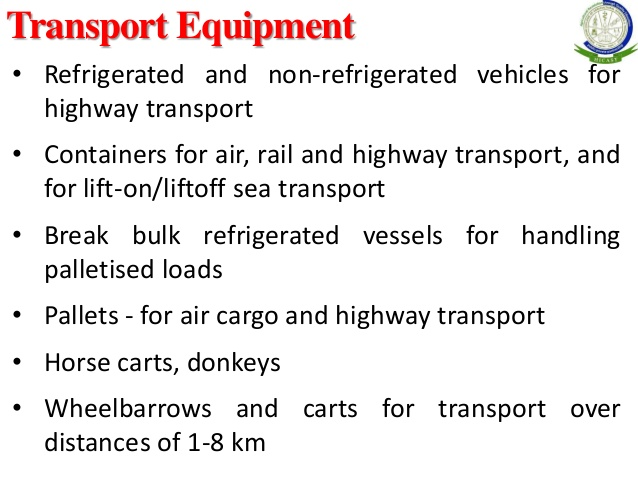 Transport Equipment
• Refrigerated and non-refrigerated vehicles for
highway transport
• Containers for air, rail and highway transport, and
for lift-on/liftoff sea transport
• Break bulk refrigerated vessels for handling
palletised loads
• Pallets - for air cargo and highway transport
• Horse carts, donkeys
• Wheelbarrows and carts for transport over
distances of 1-8 km